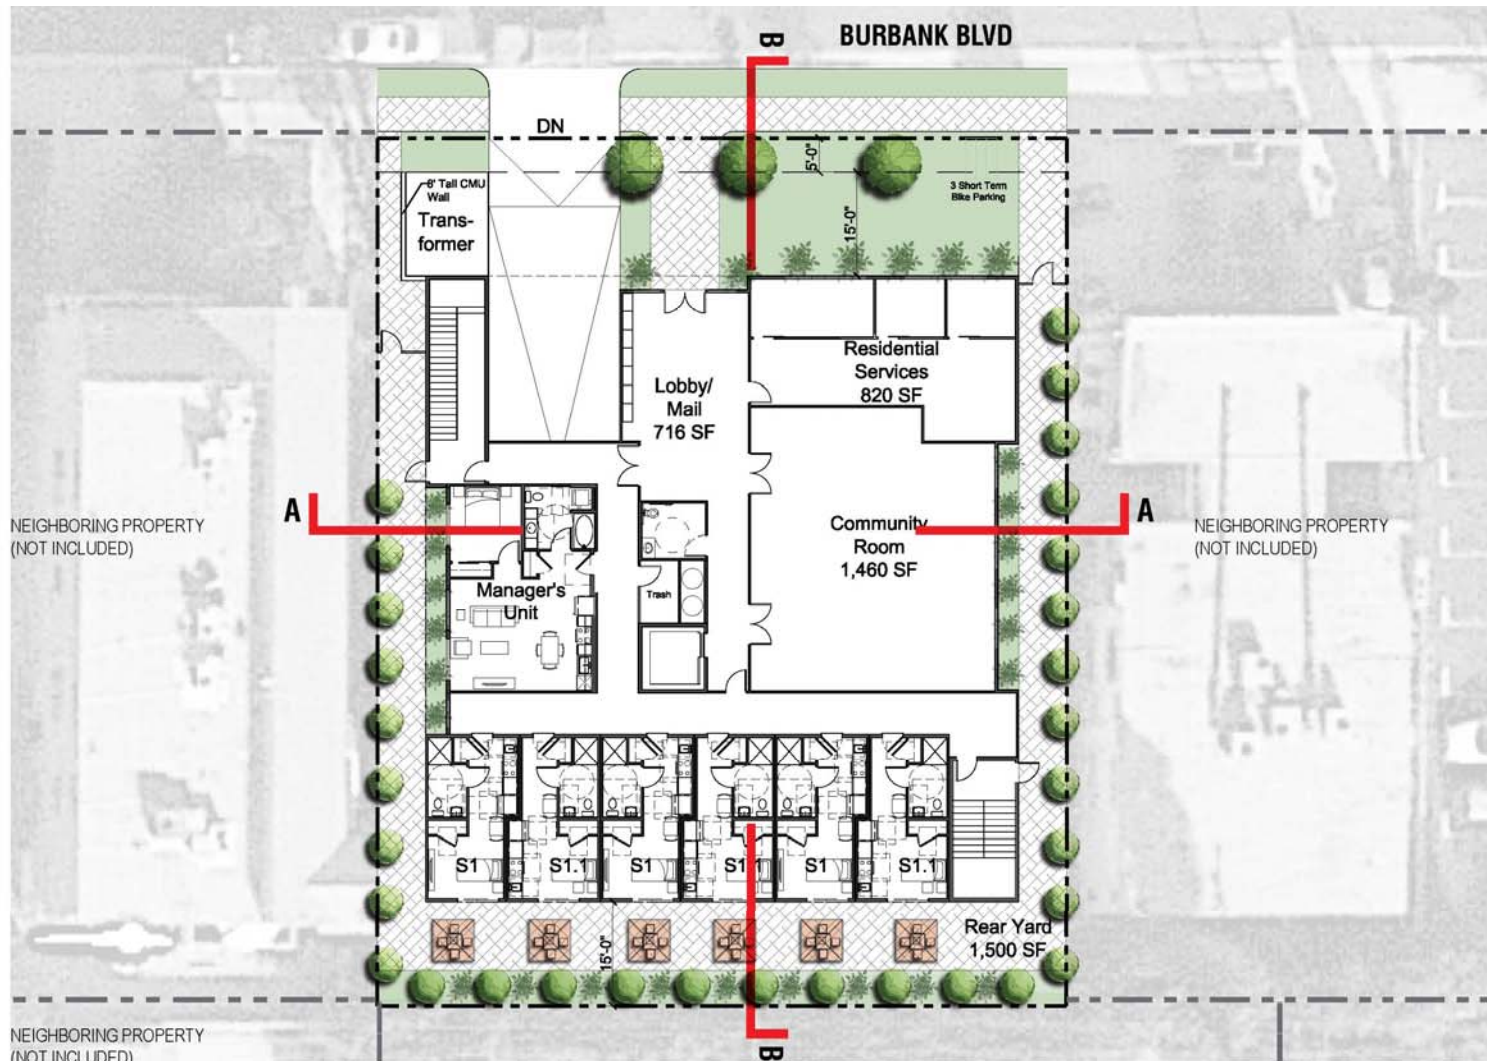 B
BURBANK BLVD
DN
5'-0"
6' Tall CMU
Wall
Trans-
former
3 Short Term
Bike Parking
15'-0"
Residential
Services
820 SF
Lobby/
Mail
716 SF
A
A
NEIGHBORING PROPERTY
(NOT INCLUDED)
Community
Room
1,460 SF
NEIGHBORING PROPERTY
(NOT INCLUDED)
Manager's
Unit
Trash
S1
S1.1
S1
S1.1
S1
S1.1
Rear Yard
1,500 SF
15'-0"
NEIGHBORING PROPERTY
(NOT INCLUDED)
B